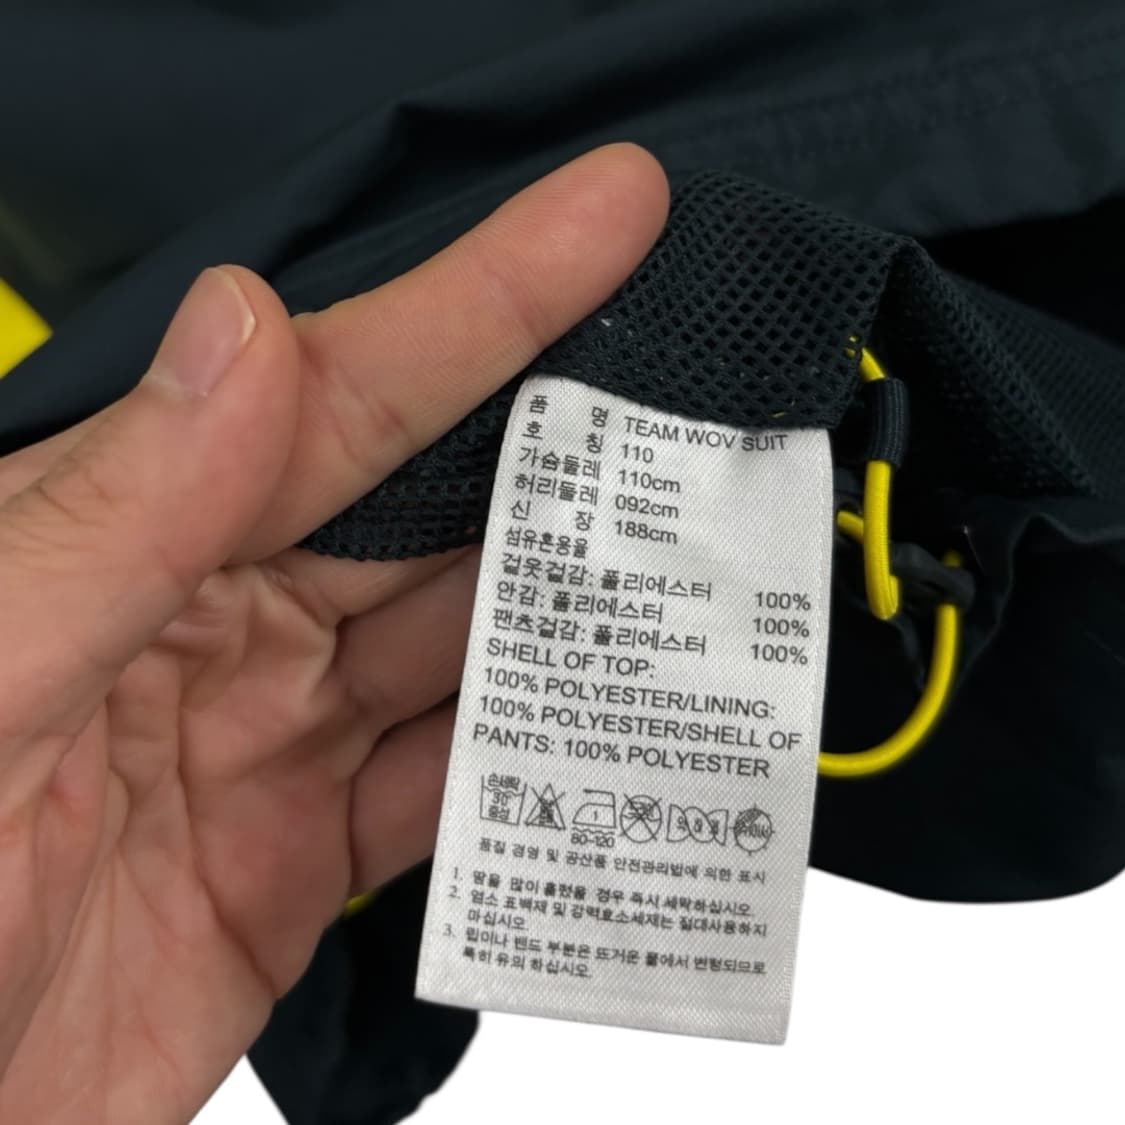 품 명 TEAM WOV SUIT
호 칭 110
가슴둘레 110cm
허리둘레 092cm
신 장 188cm
섬유혼용율
겉옷겉감: 폴리에스터 100%
안감: 폴리에스터 100%
팬츠겉감: 폴리에스터 100%
SHELL OF TOP:
100% POLYESTER/LINING:
100% POLYESTER/SHELL OF
PANTS: 100% POLYESTER
손세탁
30
중성
1
80-120
품질 경영 및 공산품 안전관리법에 의한 표시
1. 땀을 많이 흘렸을 경우 즉시 세탁하십시오.
2. 염소 표백제 및 강력효소세제는 절대사용하지
마십시오.
3. 립이나 밴드 부분은 뜨거운 물에서 변형되므로
특히 유의 하십시오.